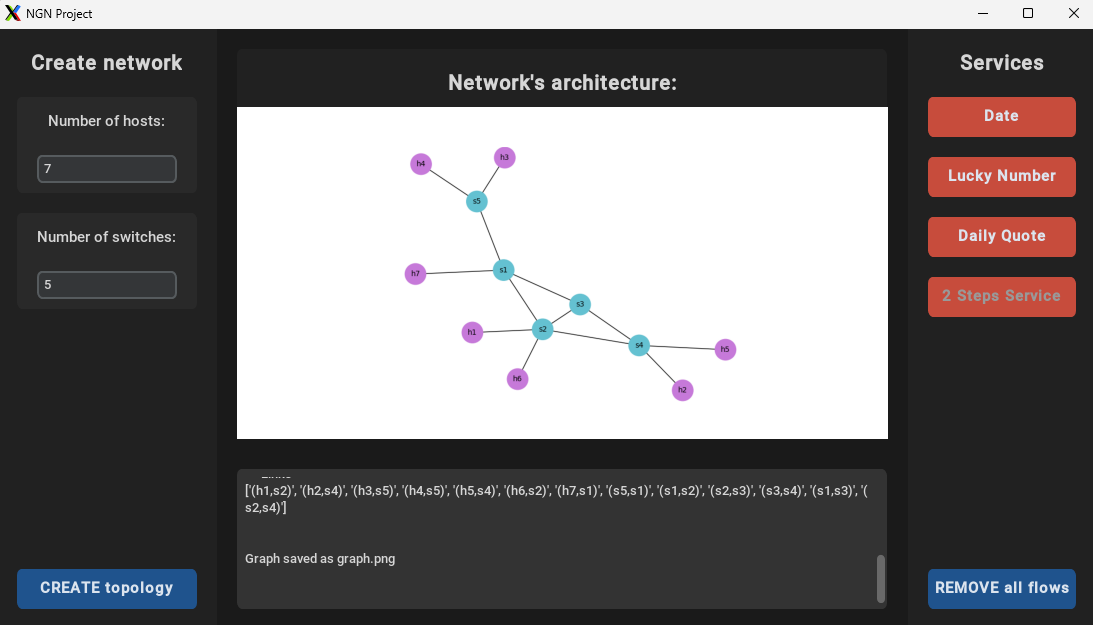 NGN Project
Create network
Number of hosts:
7
Number of switches:
5
CREATE topology
Network's architecture:
h4
h3
s5
h7
s1
s3
h1
s2
s4
h5
h6
h2
['(h1,s2)', '(h2,s4)', '(h3,s5)', '(h4,s5)', '(h5,s4)', '(h6,s2)', '(h7,s1)', '(s5,s1)', '(s1,s2)', '(s2,s3)', '(s3,s4)', '(s1,s3)', '(
s2,s4)']
Graph saved as graph.png
Services
Date
Lucky Number
Daily Quote
2 Steps Service
REMOVE all flows